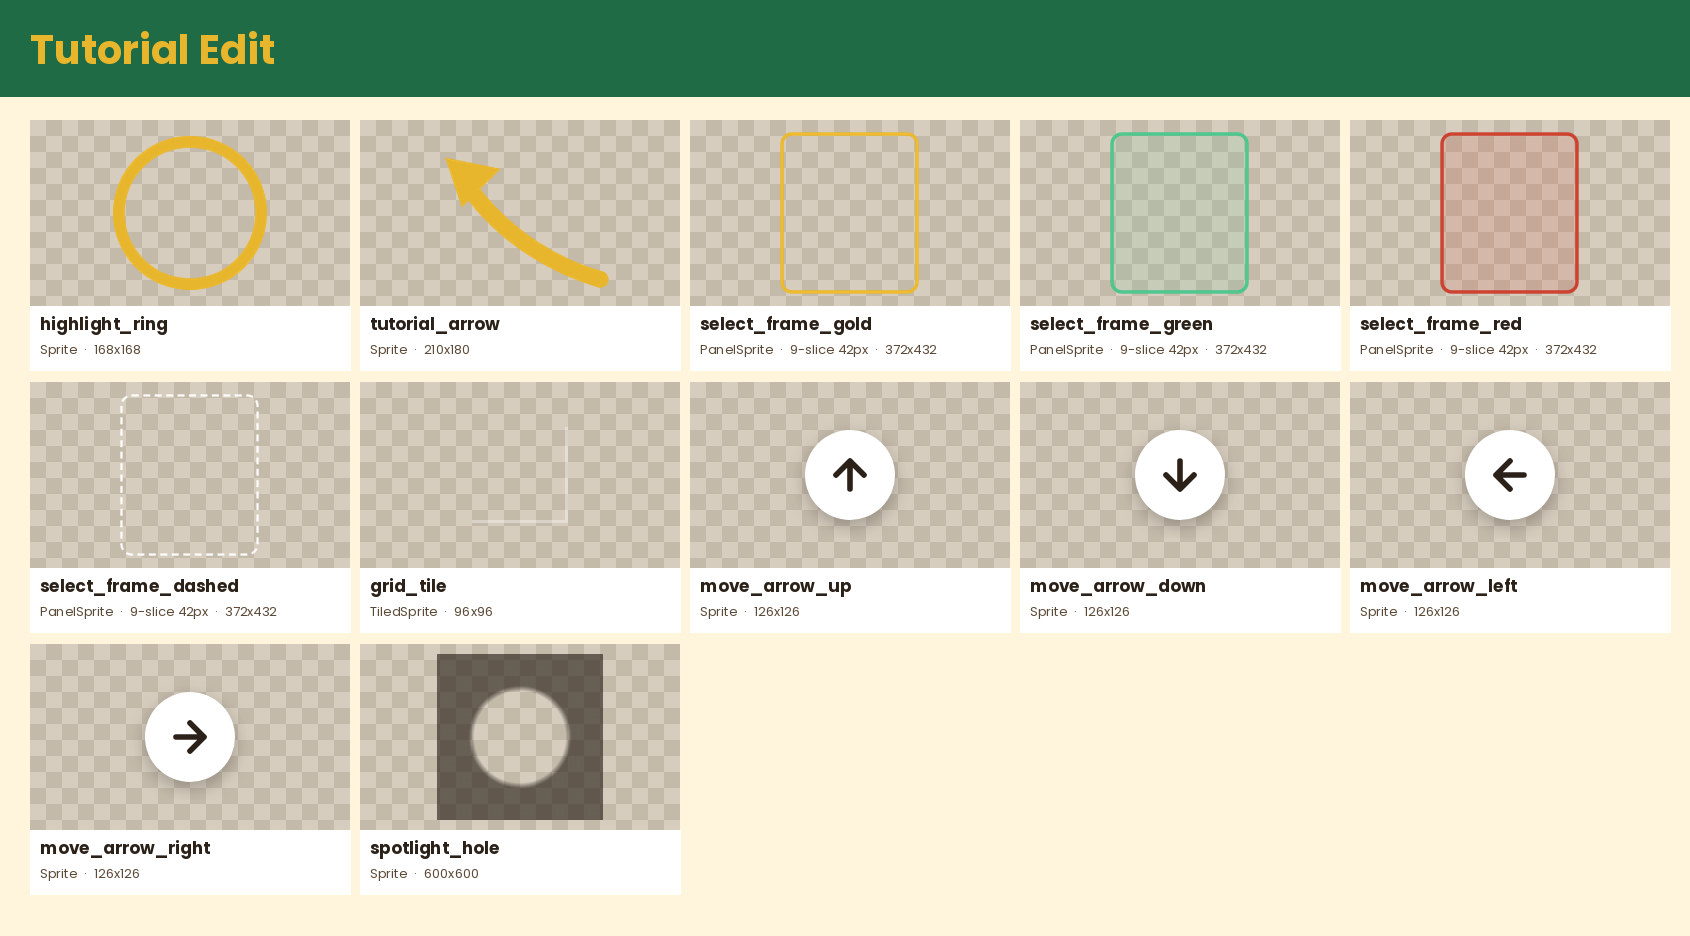 Tutorial Edit
highlight_ring
Sprite · 168x168
tutorial_arrow
Sprite · 210x180
select_frame_gold
PanelSprite · 9-slice 42px · 372x432
select_frame_green
PanelSprite · 9-slice 42px · 372x432
select_frame_red
PanelSprite · 9-slice 42px · 372x432
select_frame_dashed
PanelSprite · 9-slice 42px · 372x432
grid_tile
TiledSprite · 96x96
move_arrow_up
Sprite · 126x126
move_arrow_down
Sprite · 126x126
move_arrow_left
Sprite · 126x126
move_arrow_right
Sprite · 126x126
spotlight_hole
Sprite · 600x600